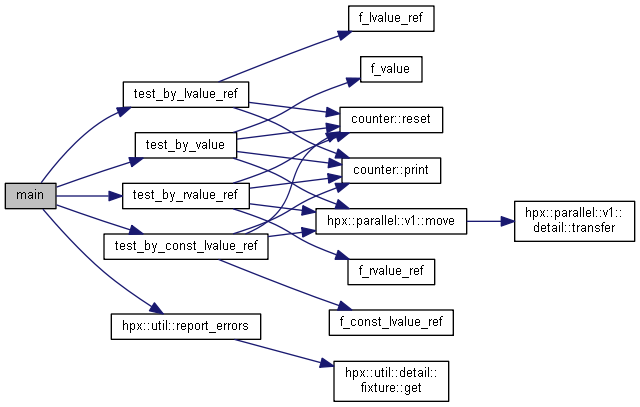 main
test_by_lvalue_ref
test_by_value
test_by_rvalue_ref
test_by_const_lvalue_ref
hpx::util::report_errors
f_lvalue_ref
f_value
counter::reset
counter::print
hpx::parallel::v1::move
f_rvalue_ref
f_const_lvalue_ref
hpx::util::detail::
fixture::get
hpx::parallel::v1::
detail::transfer